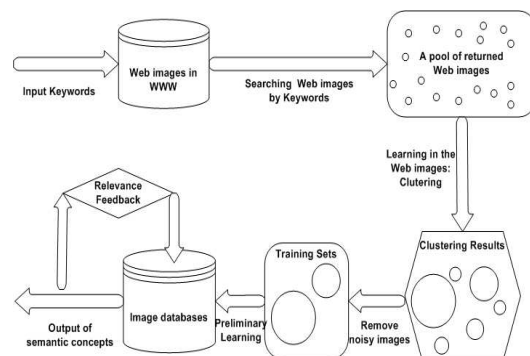 Input Keywords
Web images in
WWW
Searching Web images
by Keywords
A pool of returned
Web images
Learning in the
Web images:
Clutering
Clustering Results
Remove
noisy images
Training Sets
Preliminary
Learning
Image databases
Relevance
Feedback
Output of
semantic concepts